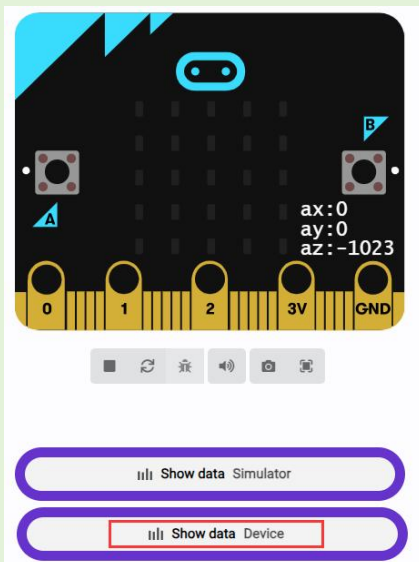 B
A
ax:0
ay:0
az:-1023
0 1 2 3V GND
Show data Simulator
Show data Device